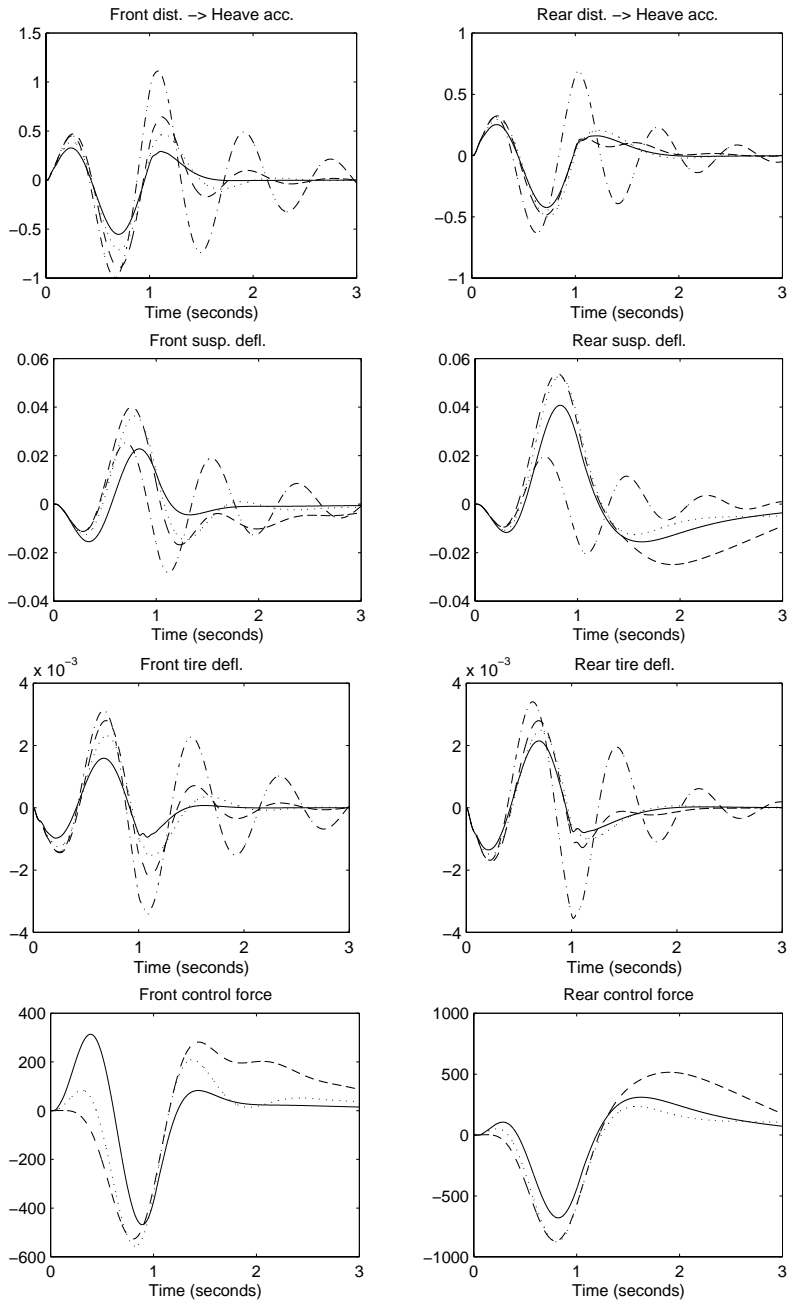 Front dist. −> Heave acc.
1.5
1
0.5
0
−0.5
−1
0 1 2 3
Time (seconds)
Rear dist. −> Heave acc.
1
0.5
0
−0.5
−1
0 1 2 3
Time (seconds)
Front susp. defl.
0.06
0.04
0.02
0
−0.02
−0.04
0 1 2 3
Time (seconds)
Rear susp. defl.
0.06
0.04
0.02
0
−0.02
−0.04
0 1 2 3
Time (seconds)
Front tire defl.
x 10⁻³
4
2
0
−2
−4
0 1 2 3
Time (seconds)
Rear tire defl.
x 10⁻³
4
2
0
−2
−4
0 1 2 3
Time (seconds)
Front control force
400
200
0
−200
−400
−600
0 1 2 3
Time (seconds)
Rear control force
1000
500
0
−500
−1000
0 1 2 3
Time (seconds)